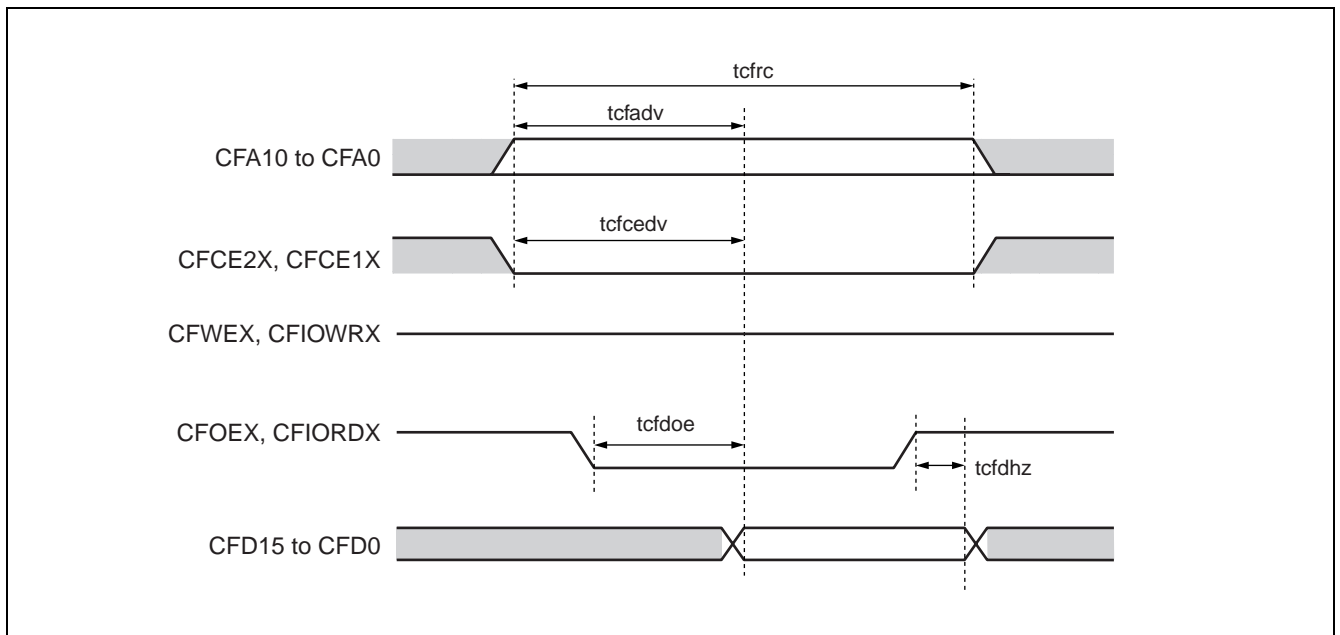 tcfrc
tcfadv
CFA10 to CFA0
tcfcedv
CFCE2X, CFCE1X
CFWEX, CFIOWRX
tcfdoe
CFOEX, CFIORDX
tcfdhz
CFD15 to CFD0